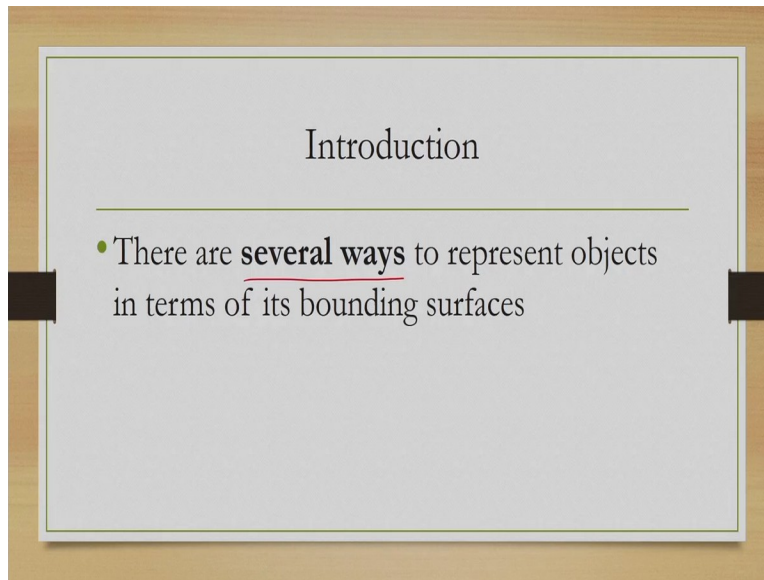 Introduction
• There are several ways to represent objects
in terms of its bounding surfaces